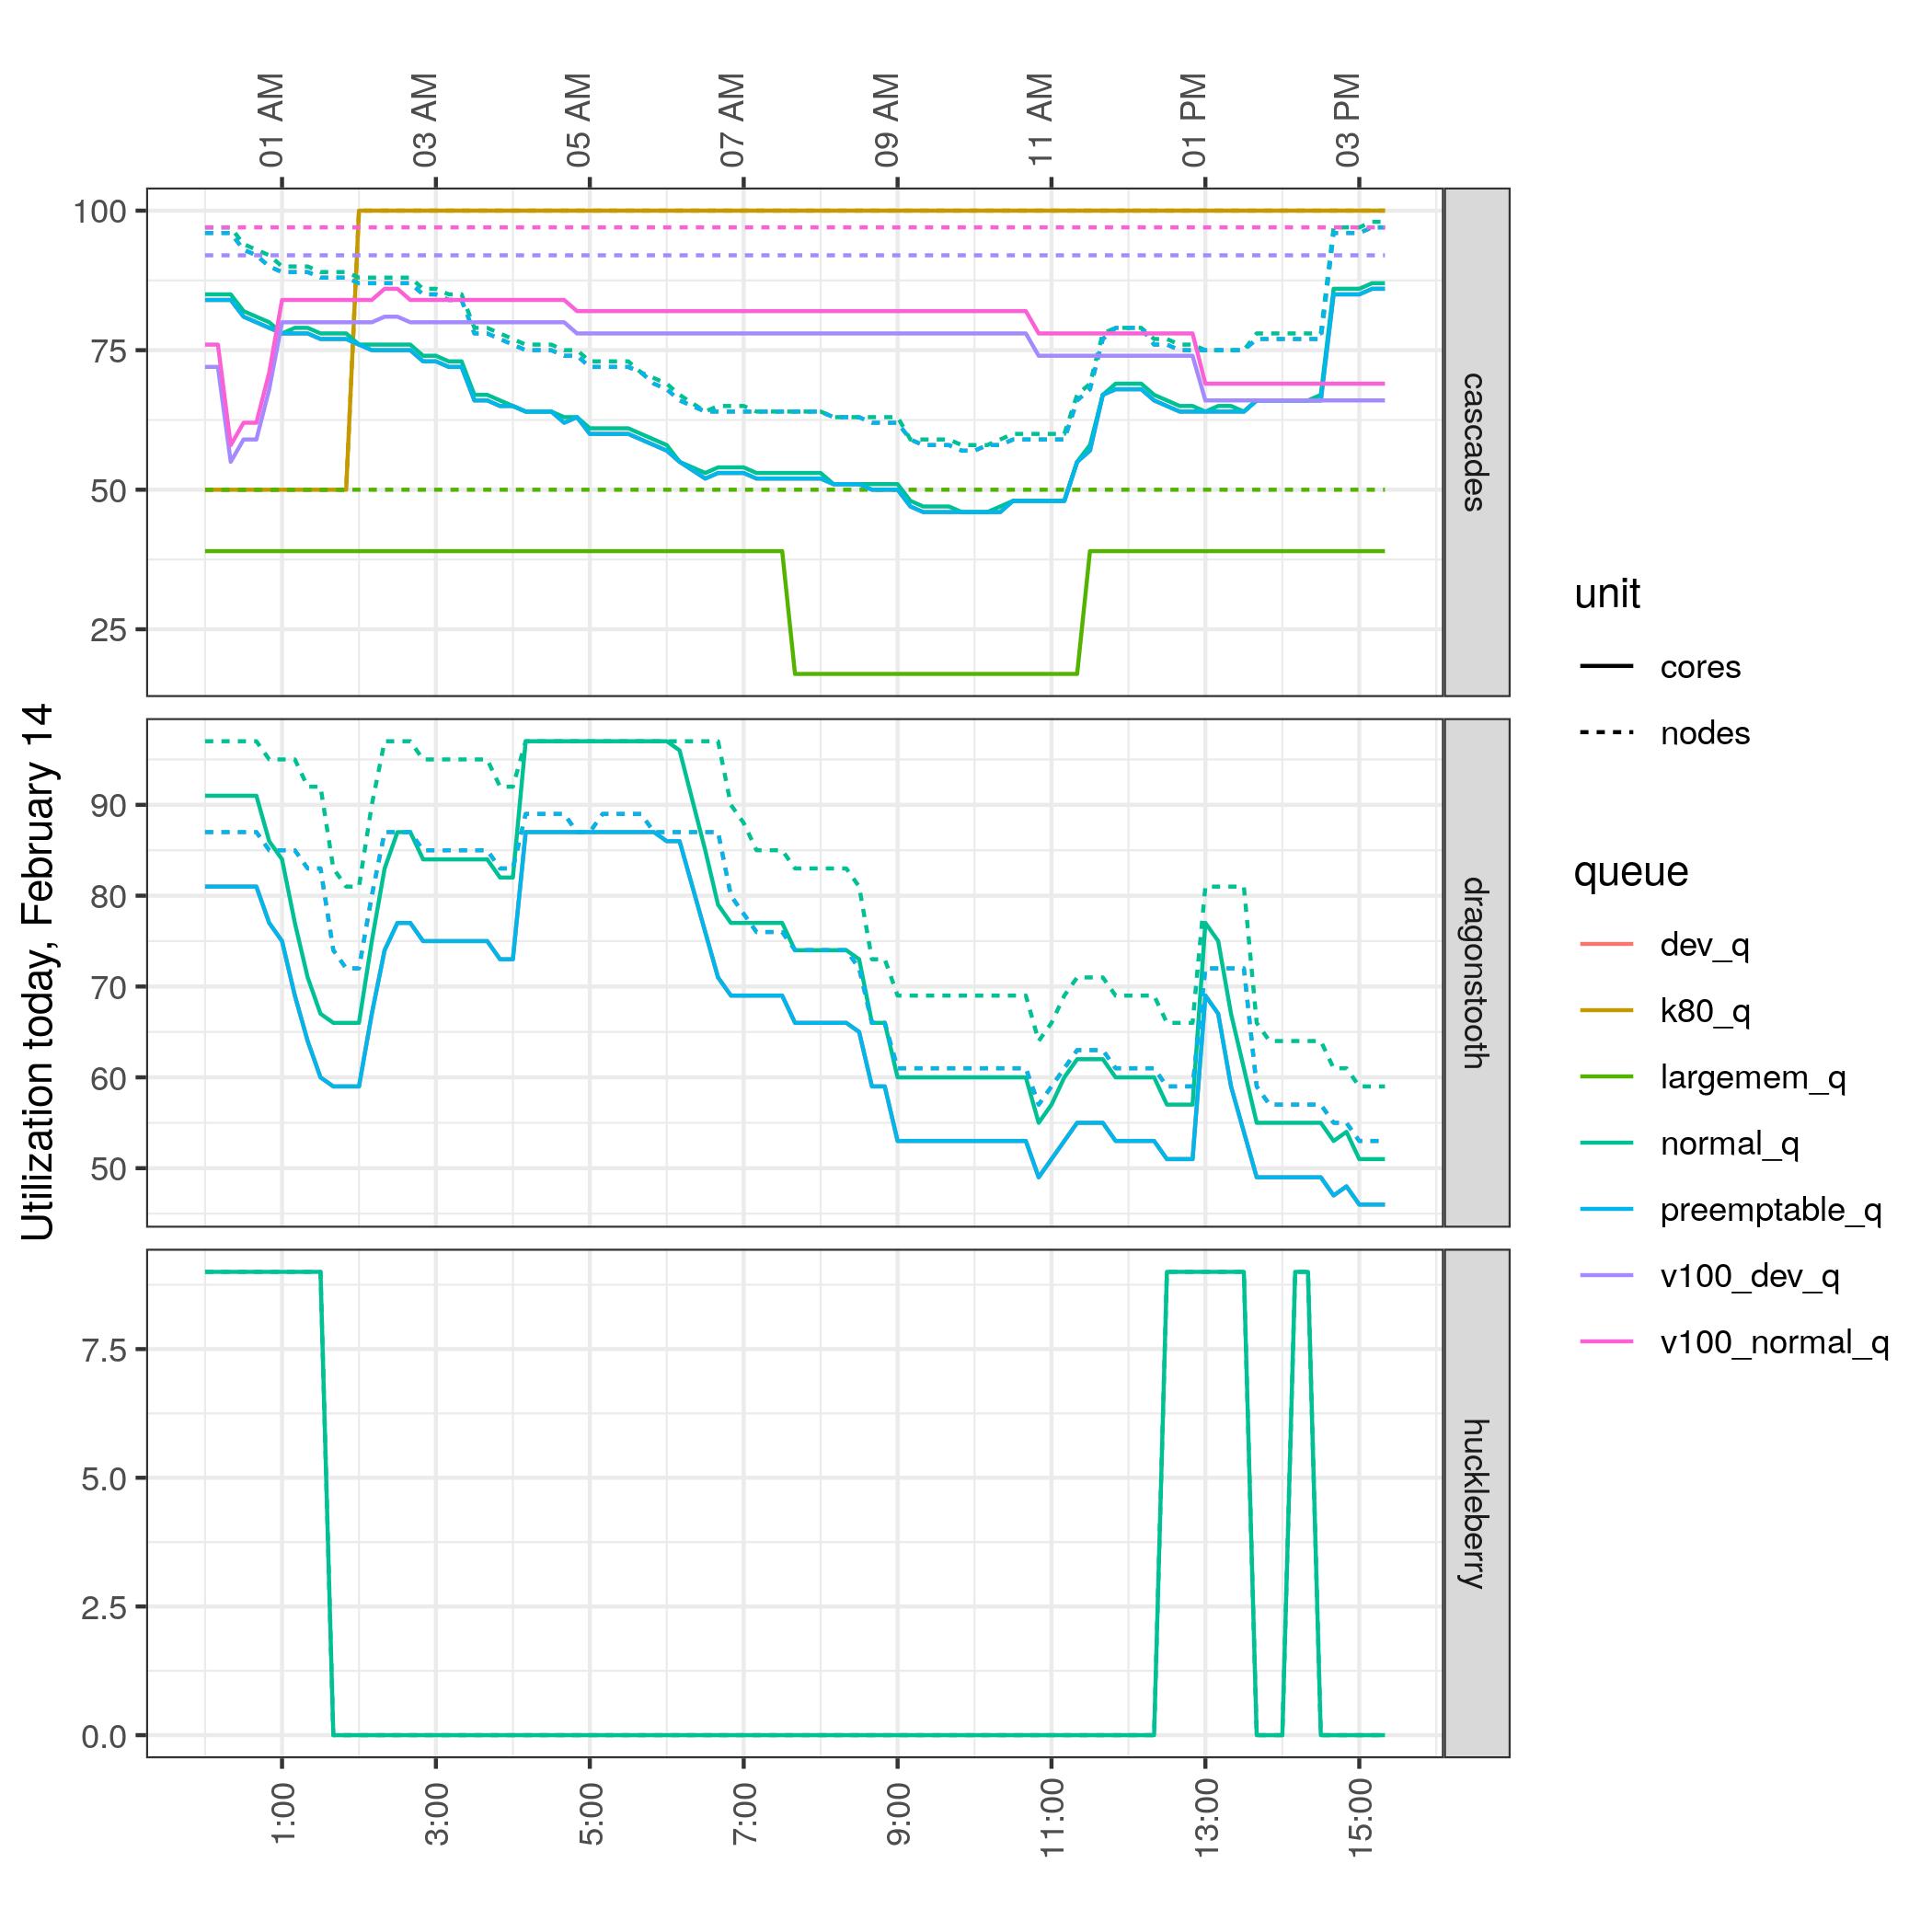 01 AM
03 AM
05 AM
07 AM
09 AM
11 AM
01 PM
03 PM
Utilization today, February 14
100
75
50
25
cascades
90
80
70
60
50
dragonstooth
7.5
5.0
2.5
0.0
huckleberry
1:00
3:00
5:00
7:00
9:00
11:00
13:00
15:00
unit
cores
nodes
queue
dev_q
k80_q
largemem_q
normal_q
preemptable_q
v100_dev_q
v100_normal_q